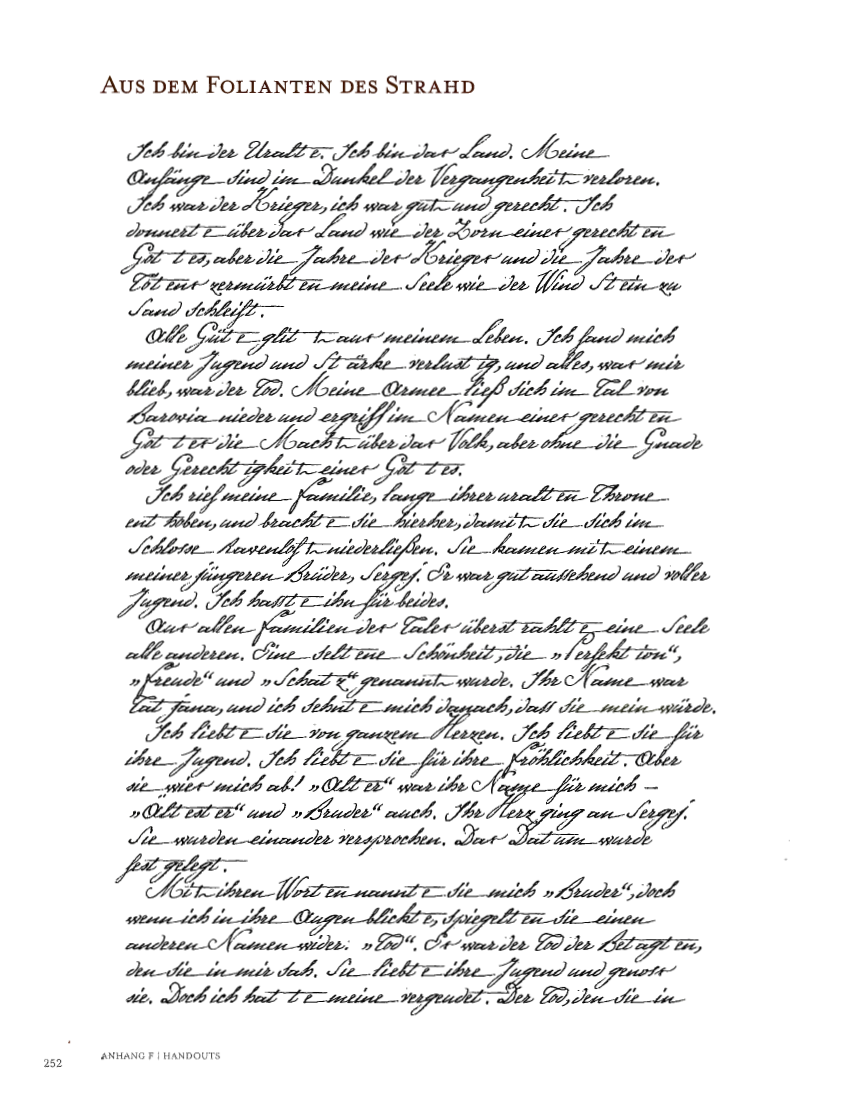 Aus dem Folianten des Strahd
Ich bin der Uralte. Ich bin das Land. Meine
Anfänge sind im Dunkel der Vergangenheit verloren.
Ich war der Krieger, ich war gut und gerecht. Ich
donnerte über das Land wie der Zorn eines gerechten
Gottes, aber die Jahre des Krieges und die Jahre des
Tötens zermürbten meine Seele wie der Wind Stein zu
Sand schleift.
Alle Güte glitt aus meinem Leben. Ich fand mich
meiner Jugend und Stärke verlustig, und alles, was mir
blieb, war der Tod. Meine Armee ließ sich im Tal von
Barovia nieder und ergriff im Namen eines gerechten
Gottes die Macht über das Volk, aber ohne die Gnade
oder Gerechtigkeit eines Gottes.
Ich rief meine Familie, lange ihrer uralten Throne
enthoben, und brachte sie hierher, damit sie sich im
Schlosse Ravenloft niederließen. Sie kamen mit einem
meiner jüngeren Brüder, Sergej. Er war gutaussehend und voller
Jugend. Ich hasste ihn für beides.
Aus allen Familien des Tales überstrahlte eine Seele
alle anderen. Eine seltene Schönheit, die „Perfektion“,
„Freude“ und „Schatz“ genannt wurde. Ihr Name war
Tatjana, und ich sehnte mich danach, dass sie mein würde.
Ich liebte sie von ganzem Herzen. Ich liebte sie für
ihre Jugend. Ich liebte sie für ihre Fröhlichkeit. Aber
sie wies mich ab! „Alter“ war ihr Name für mich –
„Ältester“ und „Bruder“ auch. Ihr Herz ging an Sergej.
Sie wurden einander versprochen. Das Datum wurde
festgelegt.
Mit ihren Worten nannte sie mich „Bruder“, doch
wenn ich in ihre Augen blickte, spiegelten sie einen
anderen Namen wider: „Tod“. Es war der Tod der Betagten,
den sie in mir sah. Sie liebte ihre Jugend und genoss
sie. Doch ich hatte meine vergeudet. Der Tod, den sie in
252
ANHANG F | HANDOUTS